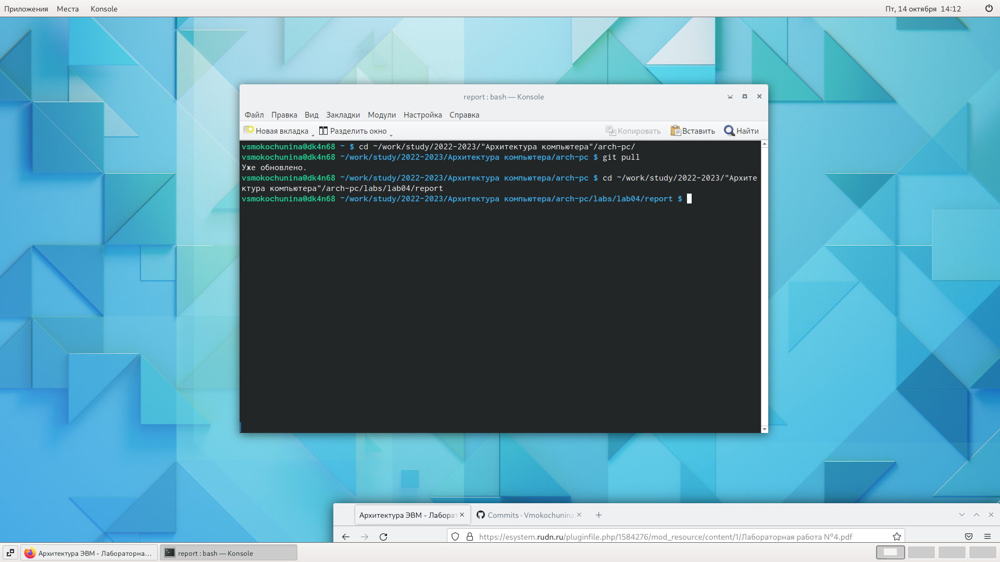 Приложения Места Konsole Пт, 14 октября 14:12
report : bash — Konsole
Файл Правка Вид Закладки Модули Настройка Справка
Новая вкладка Разделить окно Копировать Вставить Найти
vsmokochunina@dk4n68 ~ $ cd ~/work/study/2022-2023/"Архитектура компьютера"/arch-pc/
vsmokochunina@dk4n68 ~/work/study/2022-2023/Архитектура компьютера/arch-pc $ git pull
Уже обновлено.
vsmokochunina@dk4n68 ~/work/study/2022-2023/Архитектура компьютера/arch-pc $ cd ~/work/study/2022-2023/"Архите
ктура компьютера"/arch-pc/labs/lab04/report
vsmokochunina@dk4n68 ~/work/study/2022-2023/Архитектура компьютера/arch-pc/labs/lab04/report $
Архитектура ЭВМ - Лаборат Commits · Vmokochunina
https://esystem.rudn.ru/pluginfile.php/1584276/mod_resource/content/1/Лабораторная работа №4.pdf
Архитектура ЭВМ - Лабораторна... report : bash — Konsole